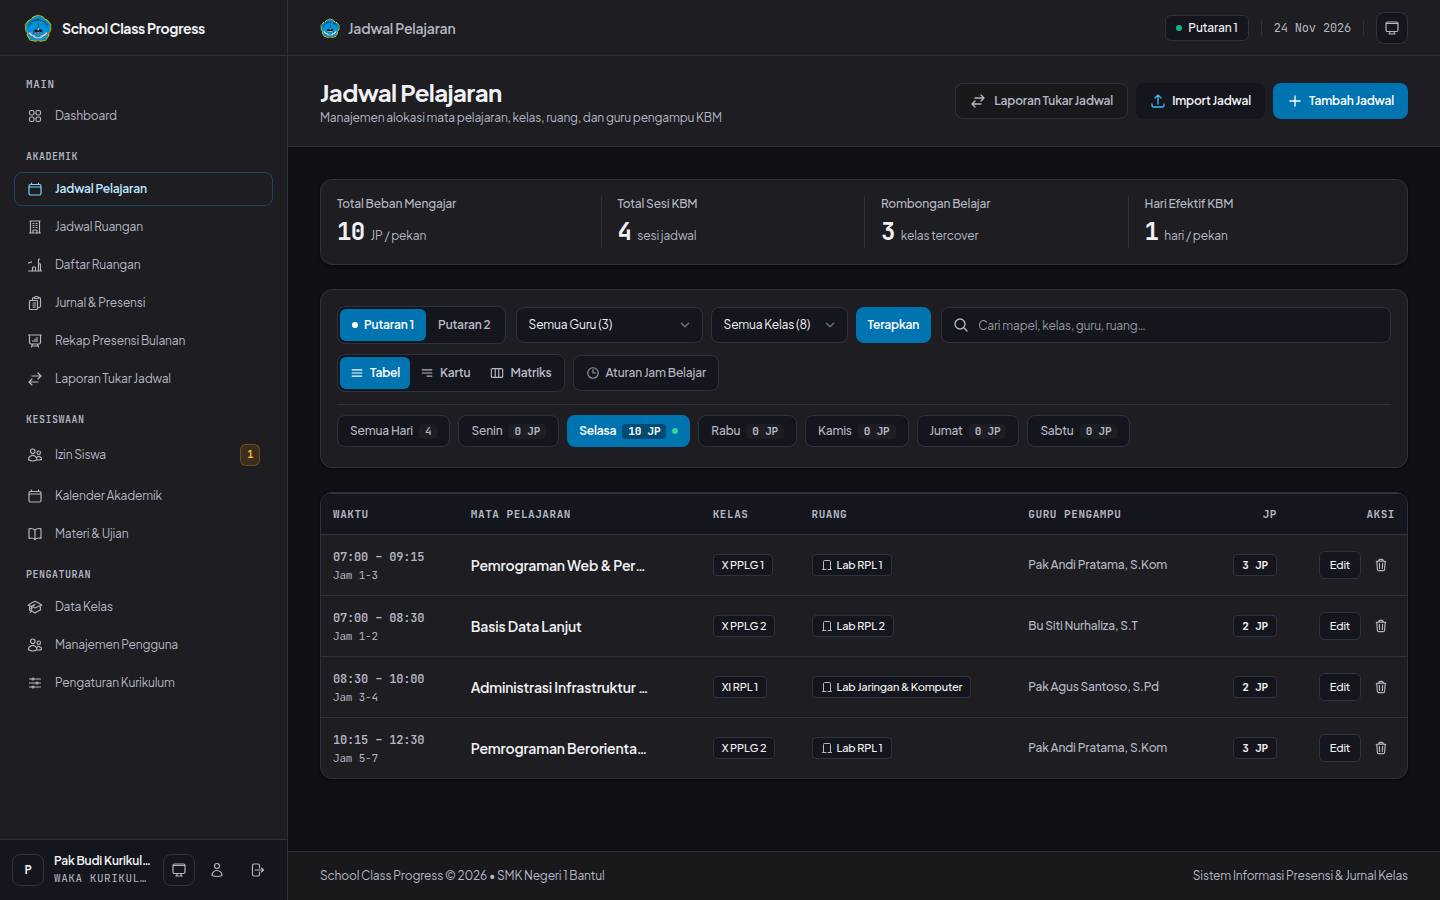 School Class Progress
Jadwal Pelajaran
Putaran 1
24 Nov 2026
MAIN
Dashboard
AKADEMIK
Jadwal Pelajaran
Jadwal Ruangan
Daftar Ruangan
Jurnal & Presensi
Rekap Presensi Bulanan
Laporan Tukar Jadwal
KESISWAAN
Izin Siswa 1
Kalender Akademik
Materi & Ujian
PENGATURAN
Data Kelas
Manajemen Pengguna
Pengaturan Kurikulum
P
Pak Budi Kurikul...
WAKA KURIKUL...
Jadwal Pelajaran
Manajemen alokasi mata pelajaran, kelas, ruang, dan guru pengampu KBM
Laporan Tukar Jadwal
Import Jadwal
Tambah Jadwal
Total Beban Mengajar
10 JP / pekan
Total Sesi KBM
4 sesi jadwal
Rombongan Belajar
3 kelas tercover
Hari Efektif KBM
1 hari / pekan
Putaran 1 Putaran 2 Semua Guru (3) Semua Kelas (8) Terapkan Cari mapel, kelas, guru, ruang...
Tabel Kartu Matriks Aturan Jam Belajar
Semua Hari 4 Senin 0 JP Selasa 10 JP Rabu 0 JP Kamis 0 JP Jumat 0 JP Sabtu 0 JP
WAKTU MATA PELAJARAN KELAS RUANG GURU PENGAMPU JP AKSI
07:00 – 09:15
Jam 1-3
Pemrograman Web & Per... X PPLG 1 Lab RPL 1 Pak Andi Pratama, S.Kom 3 JP Edit
07:00 – 08:30
Jam 1-2
Basis Data Lanjut X PPLG 2 Lab RPL 2 Bu Siti Nurhaliza, S.T 2 JP Edit
08:30 – 10:00
Jam 3-4
Administrasi Infrastruktur ... XI RPL 1 Lab Jaringan & Komputer Pak Agus Santoso, S.Pd 2 JP Edit
10:15 – 12:30
Jam 5-7
Pemrograman Berorienta... X PPLG 2 Lab RPL 1 Pak Andi Pratama, S.Kom 3 JP Edit
School Class Progress © 2026 • SMK Negeri 1 Bantul
Sistem Informasi Presensi & Jurnal Kelas